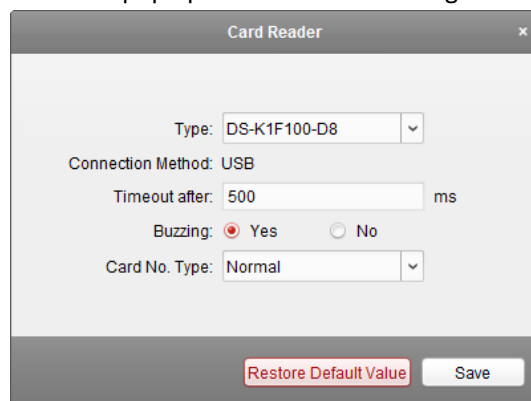 Card Reader ×
Type: DS-K1F100-D8
Connection Method: USB
Timeout after: 500 ms
Buzzing: Yes No
Card No. Type: Normal
Restore Default Value Save